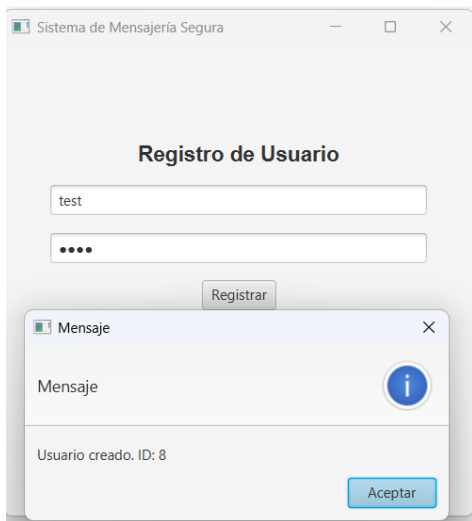 Sistema de Mensajería Segura
Registro de Usuario
test
••••
Registrar
Mensaje
Mensaje
Usuario creado. ID: 8
Aceptar